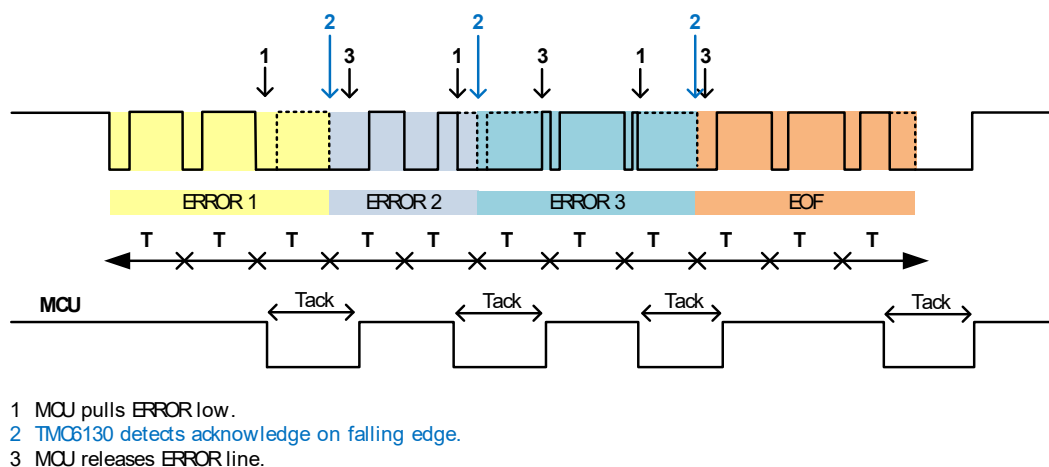 2 2 2
1 3 1 3 1 3
ERROR 1 ERROR 2 ERROR 3 EOF
T T T T T T T T T T T
MCU Tack Tack Tack Tack
1 MCU pulls ERROR low.
2 TMC6130 detects acknowledge on falling edge.
3 MCU releases ERROR line.